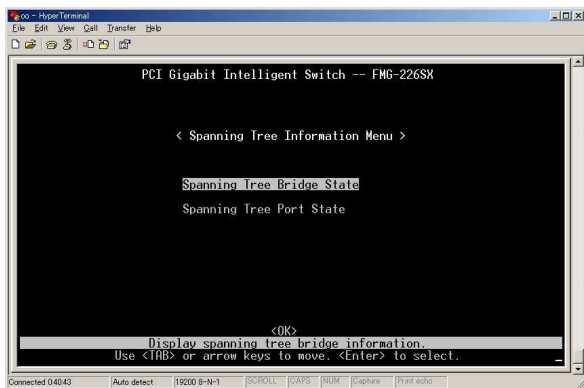 oo - HyperTerminal
File Edit View Call Transfer Help
PCI Gigabit Intelligent Switch -- FMG-226SX
< Spanning Tree Information Menu >
Spanning Tree Bridge State
Spanning Tree Port State
<OK>
Display spanning tree bridge information.
Use <TAB> or arrow keys to move. <Enter> to select.
Connected 0:40:43 Auto detect 19200 8-N-1 SCROLL CAPS NUM Capture Print echo